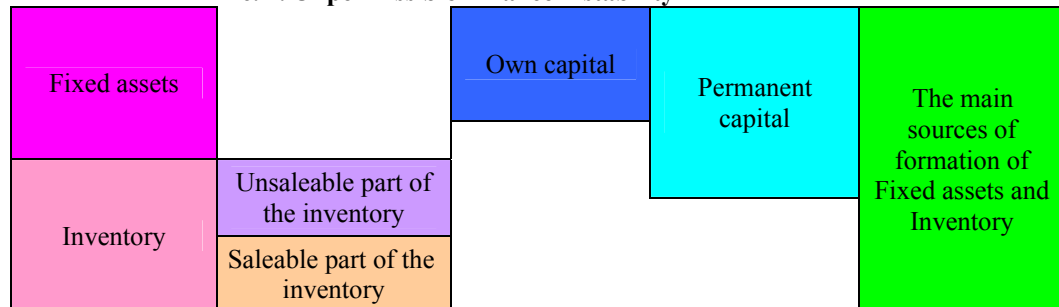 Fixed assets
Own capital
Permanent
capital
The main
sources of
formation of
Fixed assets and
Inventory
Inventory
Unsaleable part of
the inventory
Saleable part of the
inventory